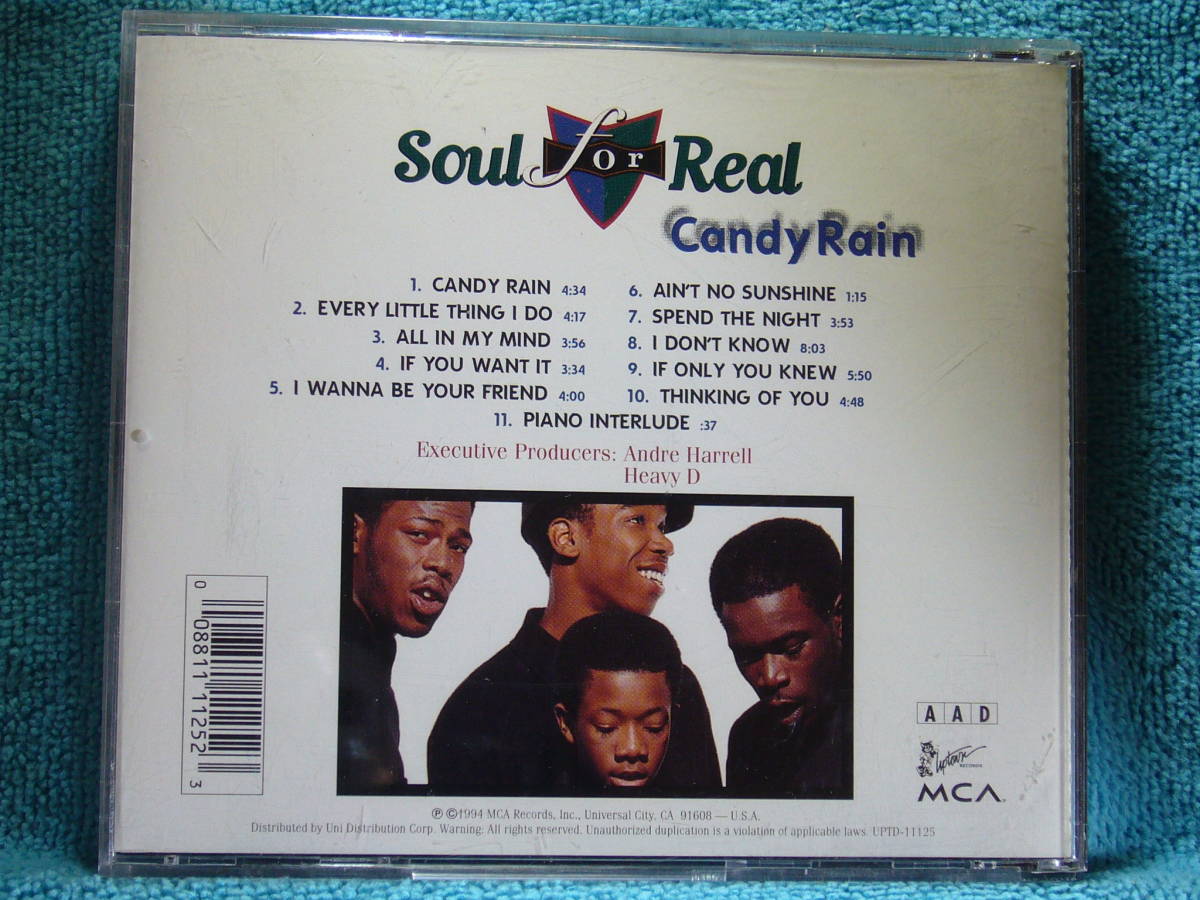 Soul for Real
Candy Rain
1. CANDY RAIN 4:34
2. EVERY LITTLE THING I DO 4:17
3. ALL IN MY MIND 3:56
4. IF YOU WANT IT 3:34
5. I WANNA BE YOUR FRIEND 4:00
6. AIN'T NO SUNSHINE 1:15
7. SPEND THE NIGHT 3:53
8. I DON'T KNOW 8:03
9. IF ONLY YOU KNEW 5:50
10. THINKING OF YOU 4:48
11. PIANO INTERLUDE :37
Executive Producers: Andre Harrell
Heavy D
0 08811 11252 3
AAD
Uptown
RECORDS
MCA
℗ ©1994 MCA Records, Inc., Universal City, CA 91608 — U.S.A.
Distributed by Uni Distribution Corp. Warning: All rights reserved. Unauthorized duplication is a violation of applicable laws. UPTD-11125